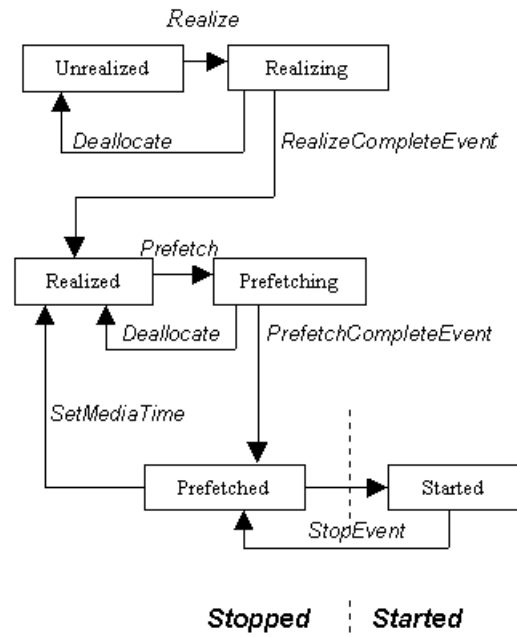 Realize
Unrealized
Realizing
Deallocate
RealizeCompleteEvent
Prefetch
Realized
Prefetching
Deallocate
PrefetchCompleteEvent
SetMediaTime
Prefetched
Started
StopEvent
Stopped
Started